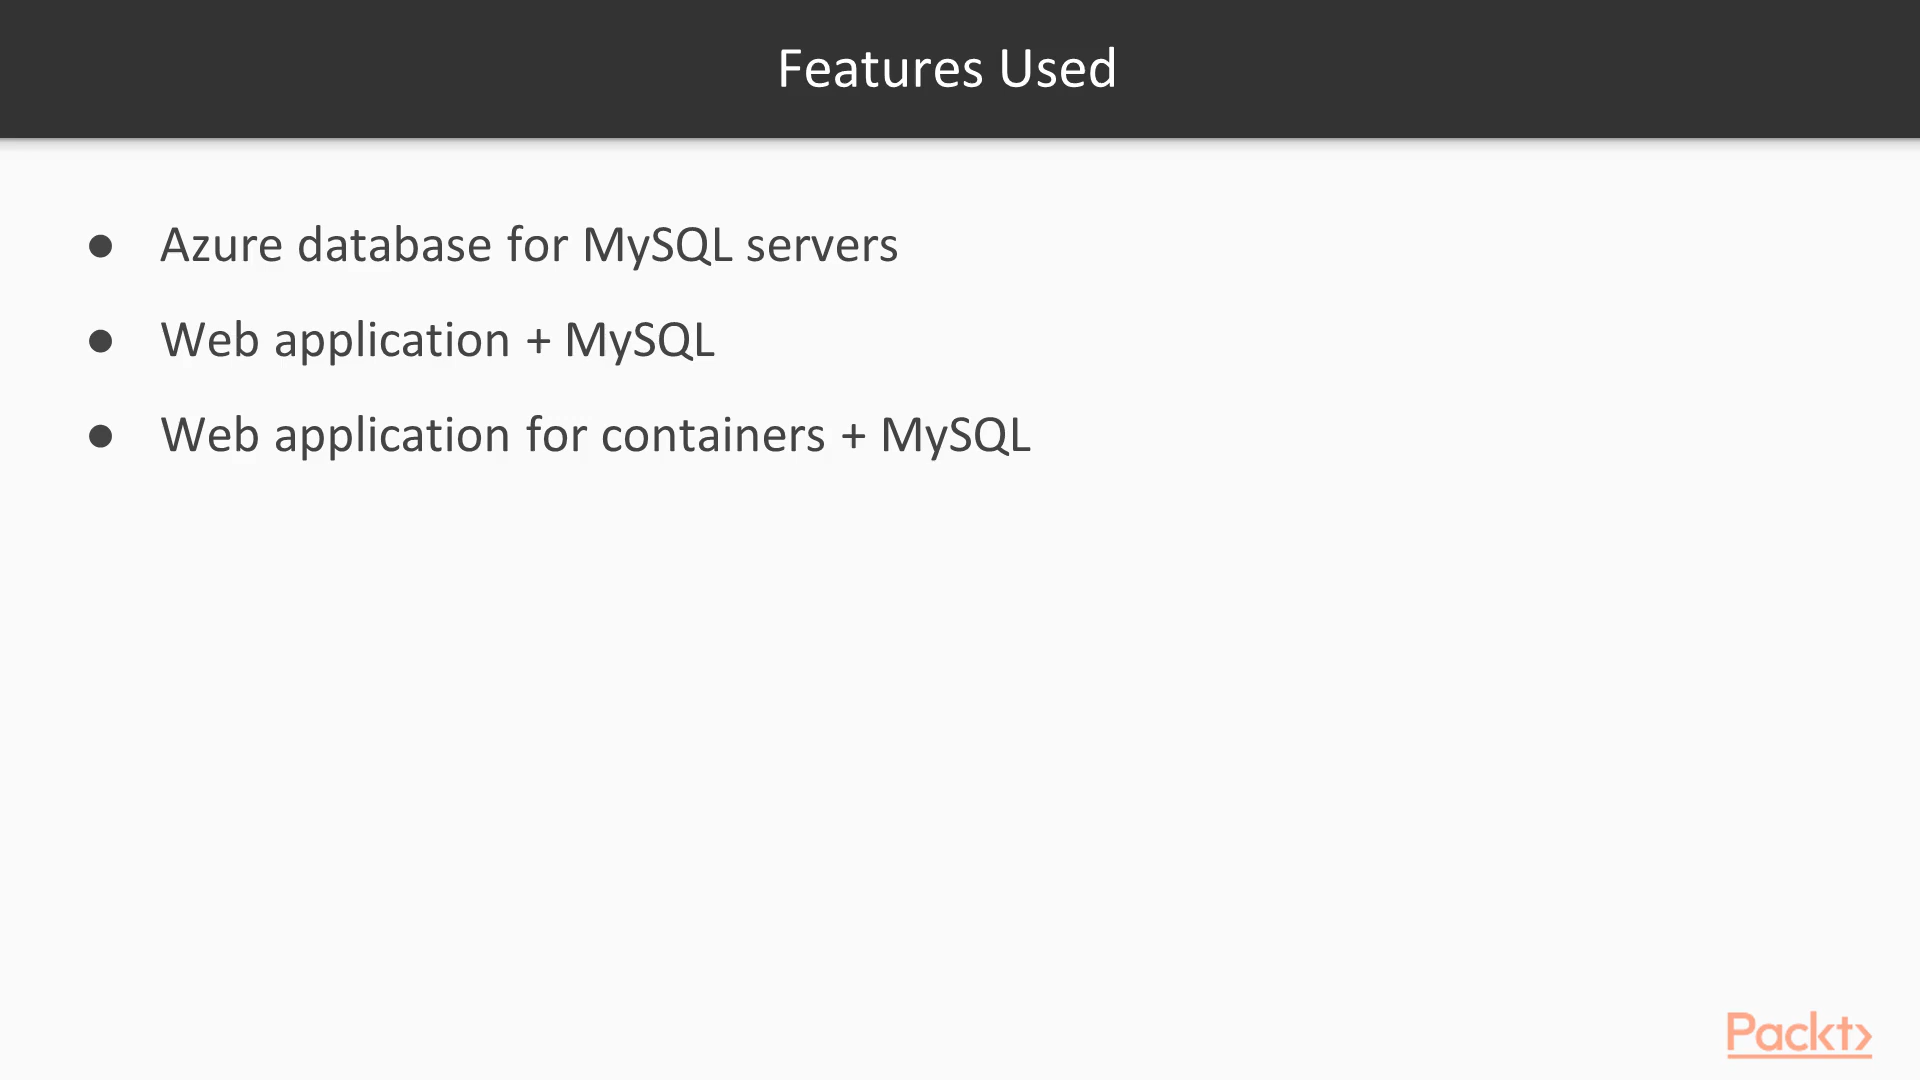 Features Used
● Azure database for MySQL servers
● Web application + MySQL
● Web application for containers + MySQL
Packt>